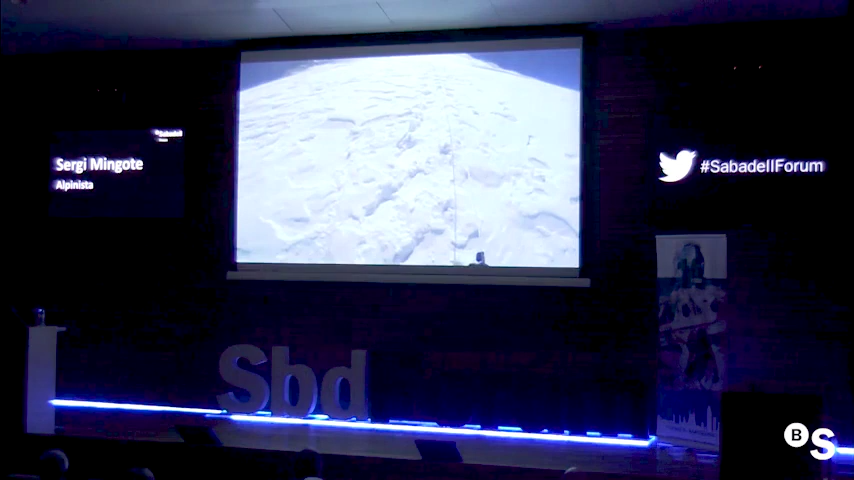 Sergi Mingote
Alpinista
#SabadellForum
Sbd
BS